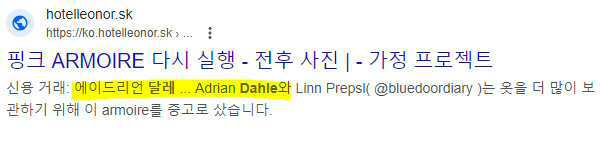 hotelleonor.sk
https://ko.hotelleonor.sk › ...
핑크 ARMOIRE 다시 실행 - 전후 사진 | - 가정 프로젝트
신용 거래: 에이드리언 달레 ... Adrian Dahle와 Linn Prepsl( @bluedoordiary )는 옷을 더 많이 보
관하기 위해 이 armoire를 중고로 샀습니다.